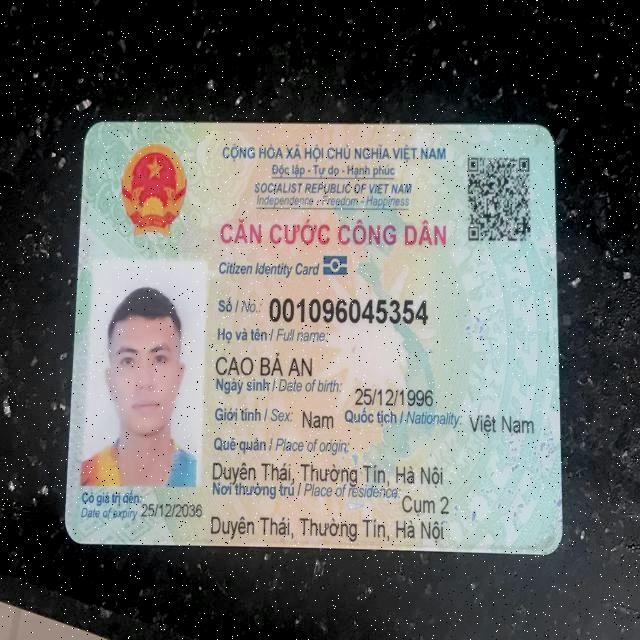 CỘNG HÒA XÃ HỘI CHỦ NGHĨA VIỆT NAM
Độc lập - Tự do - Hạnh phúc
SOCIALIST REPUBLIC OF VIET NAM
Independence - Freedom - Happiness
CĂN CƯỚC CÔNG DÂN
Citizen Identity Card
Số / No.: 001096045354
Họ và tên / Full name:
CAO BẢ AN
Ngày sinh / Date of birth: 25/12/1996
Giới tính / Sex: Nam Quốc tịch / Nationality: Việt Nam
Quê quán / Place of origin:
Duyên Thái, Thường Tín, Hà Nội
Nơi thường trú / Place of residence: Cụm 2
Duyên Thái, Thường Tín, Hà Nội
Có giá trị đến:
Date of expiry 25/12/2036